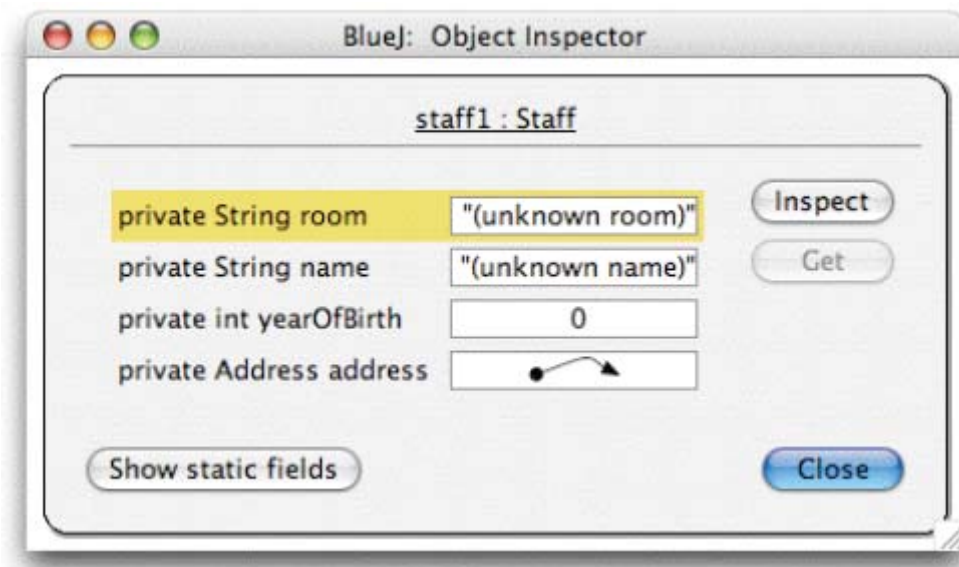 BlueJ: Object Inspector
staff1 : Staff
private String room "(unknown room)"
Inspect
private String name "(unknown name)"
Get
private int yearOfBirth 0
private Address address
Show static fields
Close